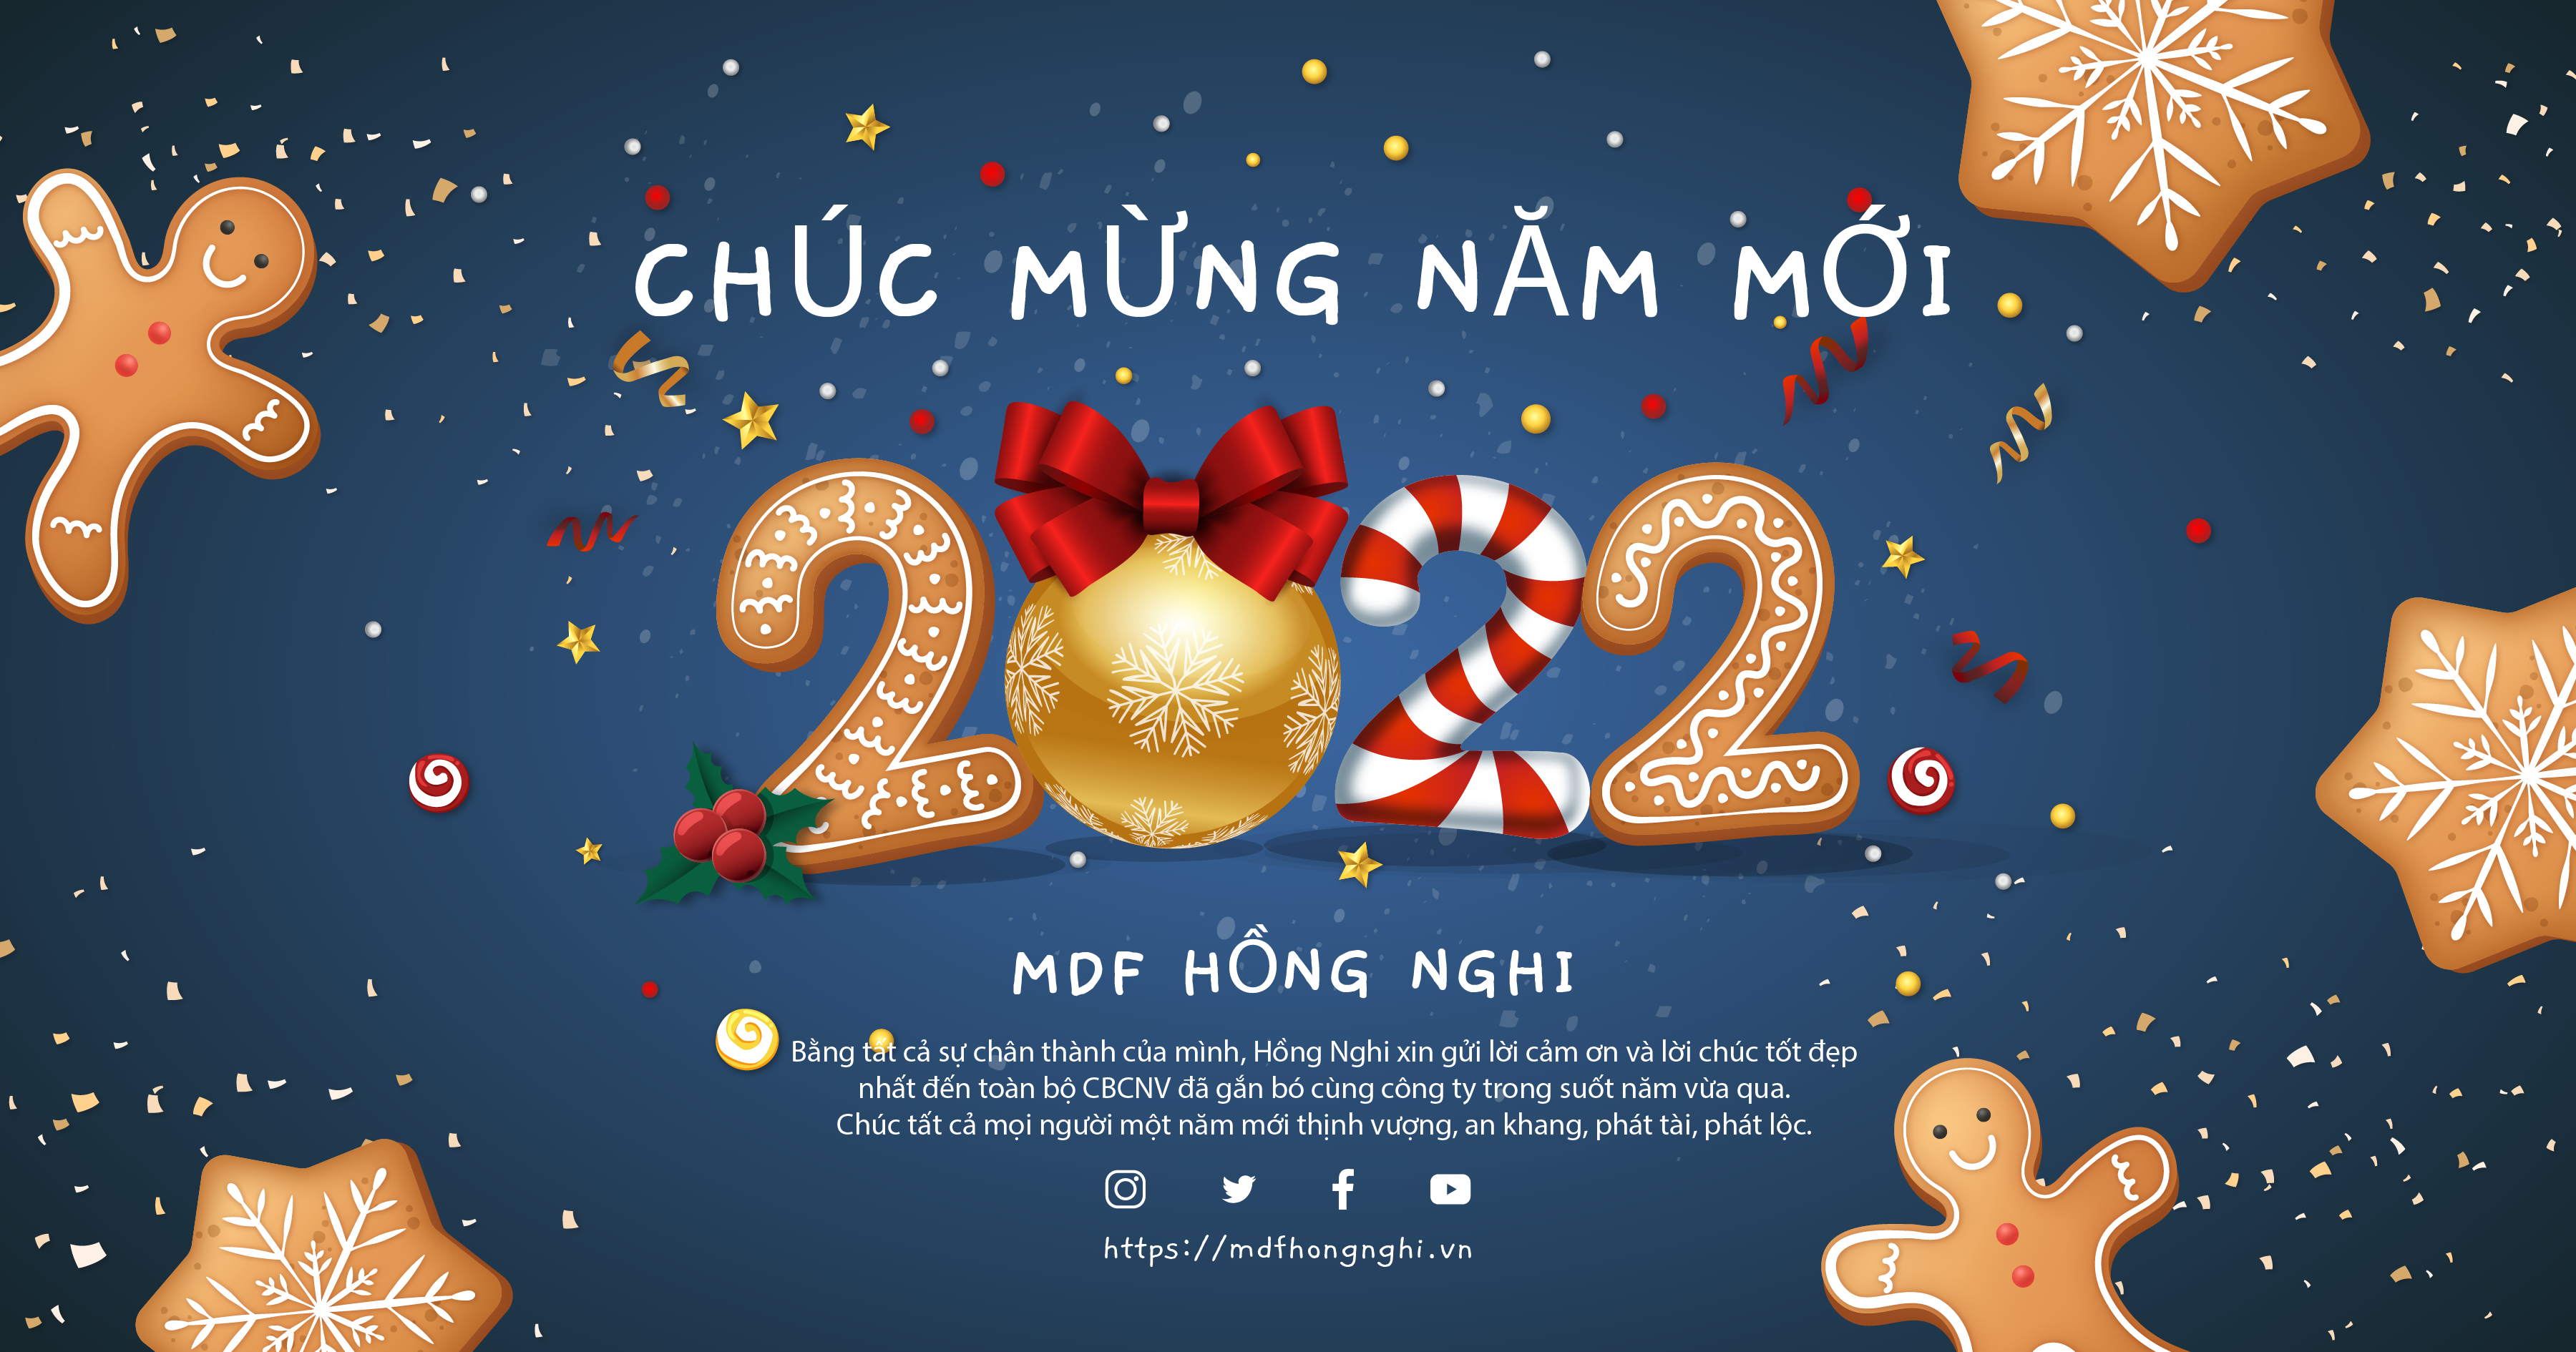 CHÚC MỪNG NĂM MỚI
2022
MDF HỒNG NGHI
Bằng tất cả sự chân thành của mình, Hồng Nghi xin gửi lời cảm ơn và lời chúc tốt đẹp
nhất đến toàn bộ CBCNV đã gắn bó cùng công ty trong suốt năm vừa qua.
Chúc tất cả mọi người một năm mới thịnh vượng, an khang, phát tài, phát lộc.
https://mdfhongnghi.vn